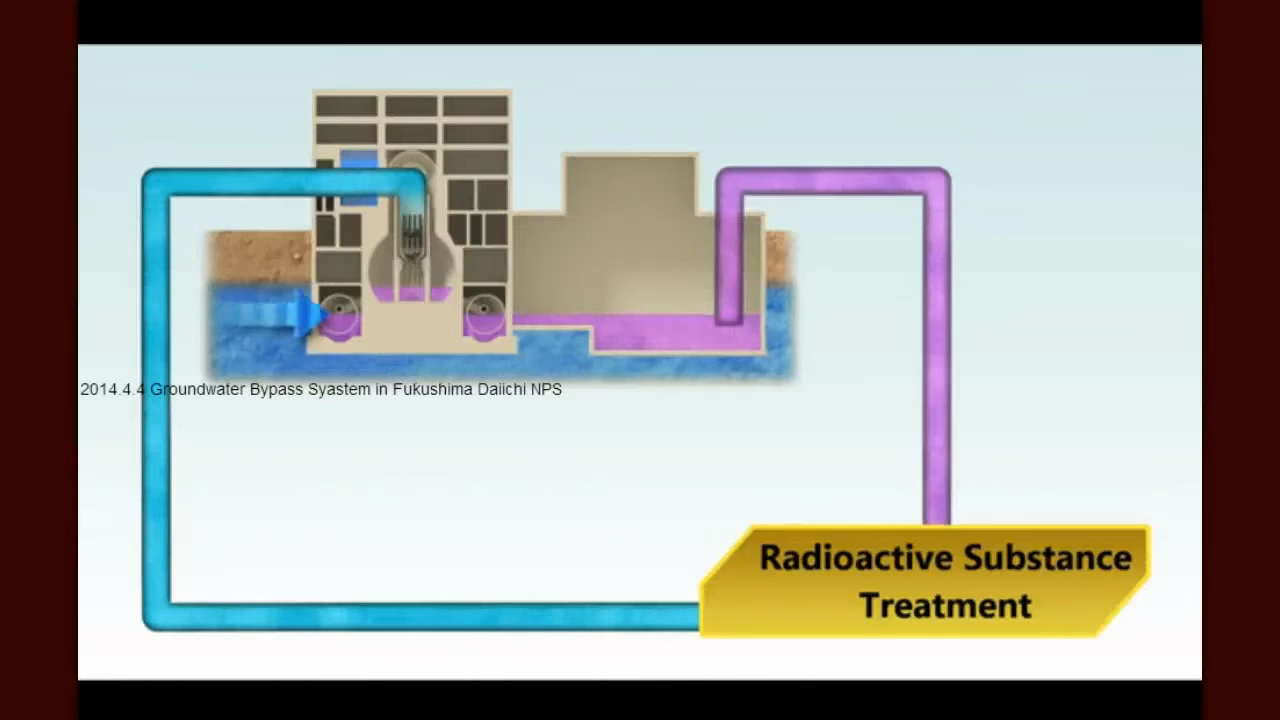 2014.4.4 Groundwater Bypass Syastem in Fukushima Daiichi NPS
Radioactive Substance
Treatment